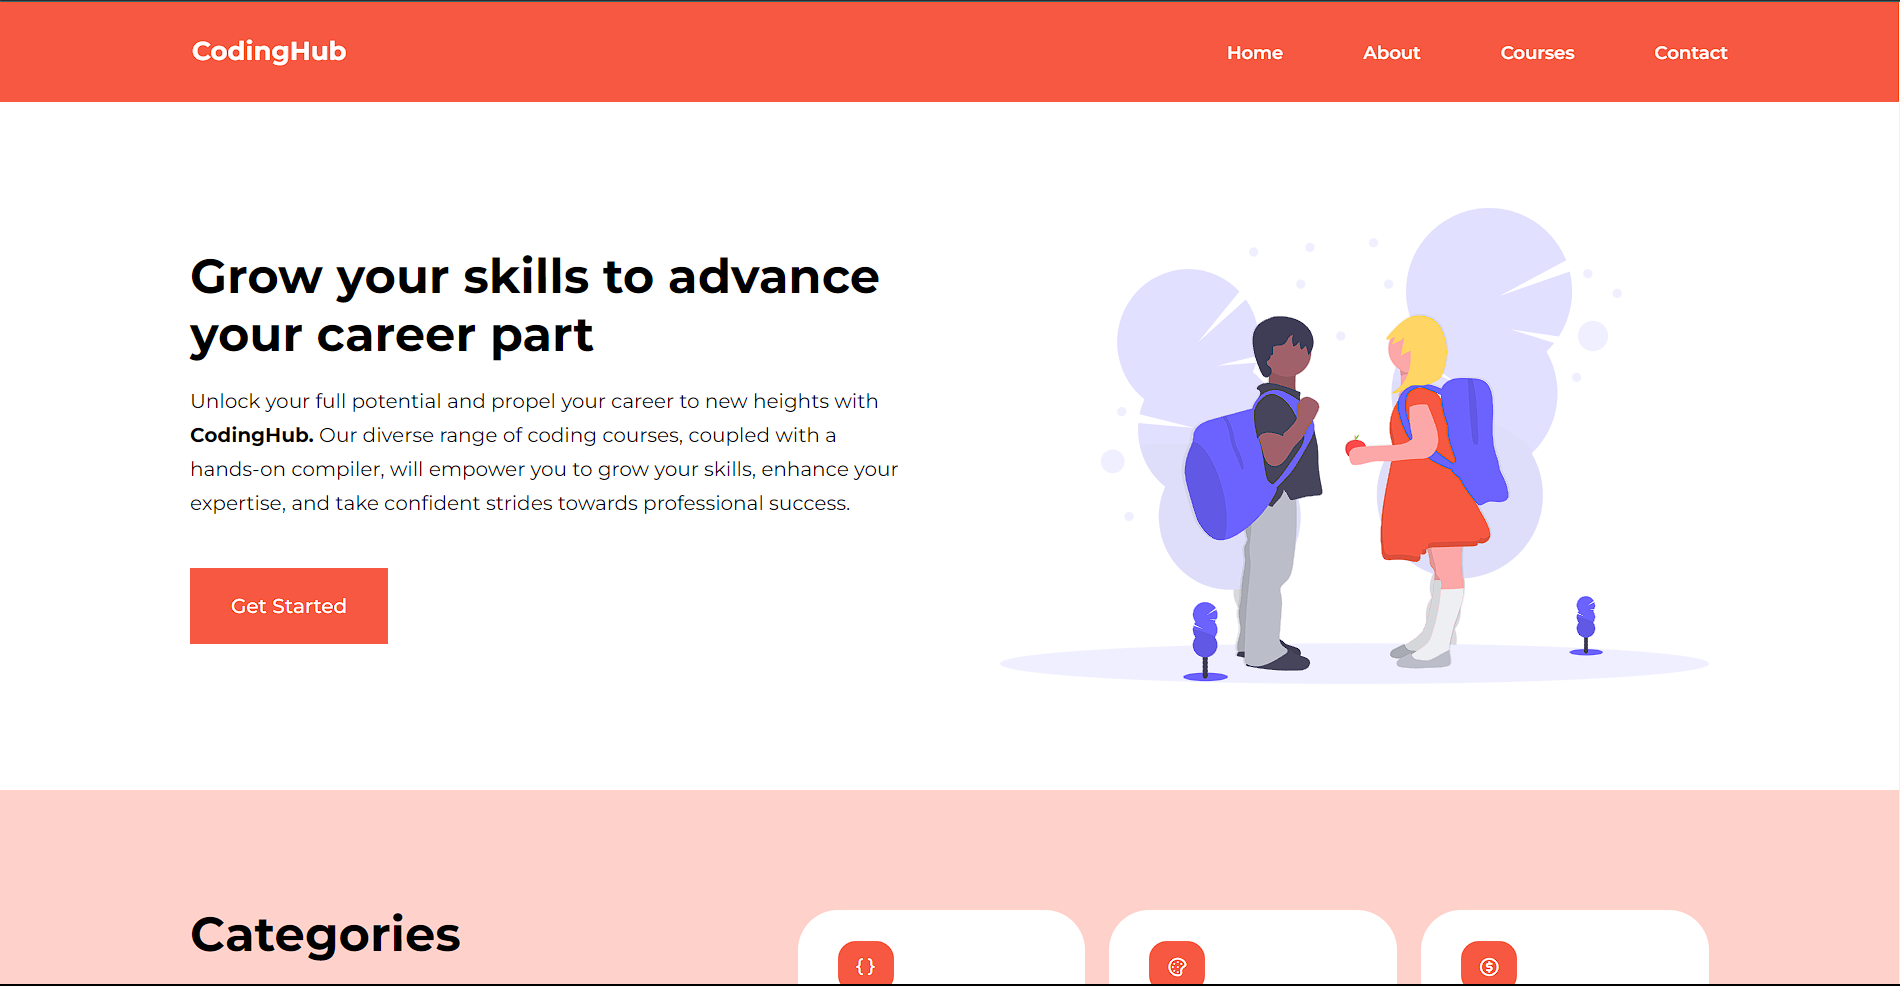 CodingHub
Home About Courses Contact
Grow your skills to advance
your career part
Unlock your full potential and propel your career to new heights with
CodingHub. Our diverse range of coding courses, coupled with a
hands-on compiler, will empower you to grow your skills, enhance your
expertise, and take confident strides towards professional success.
Get Started
Categories